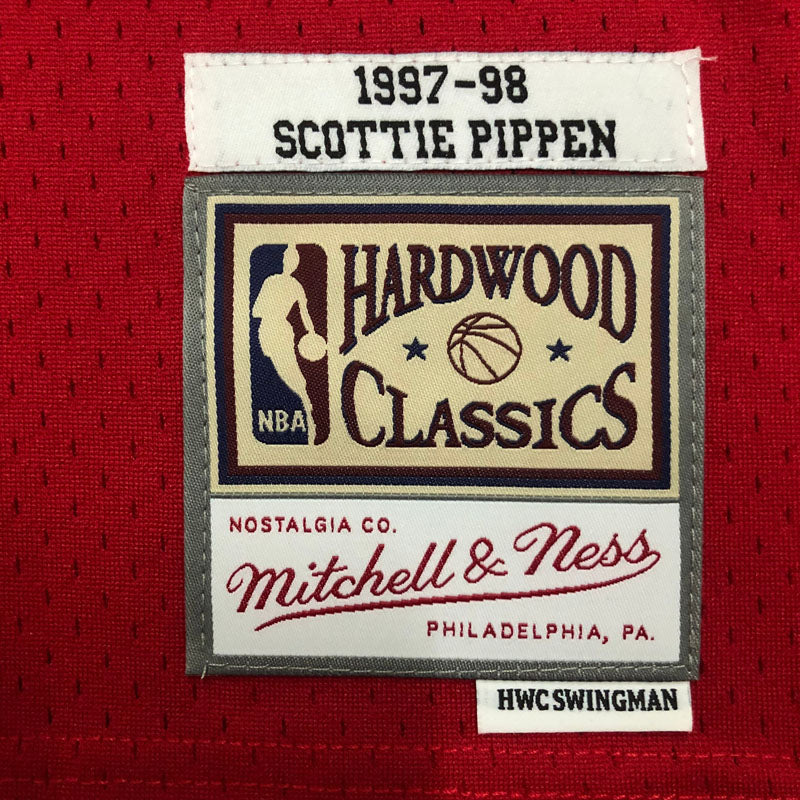 1997-98
SCOTTIE PIPPEN
HARDWOOD
CLASSICS
NBA
NOSTALGIA CO.
Mitchell & Ness
PHILADELPHIA, PA.
HWC SWINGMAN